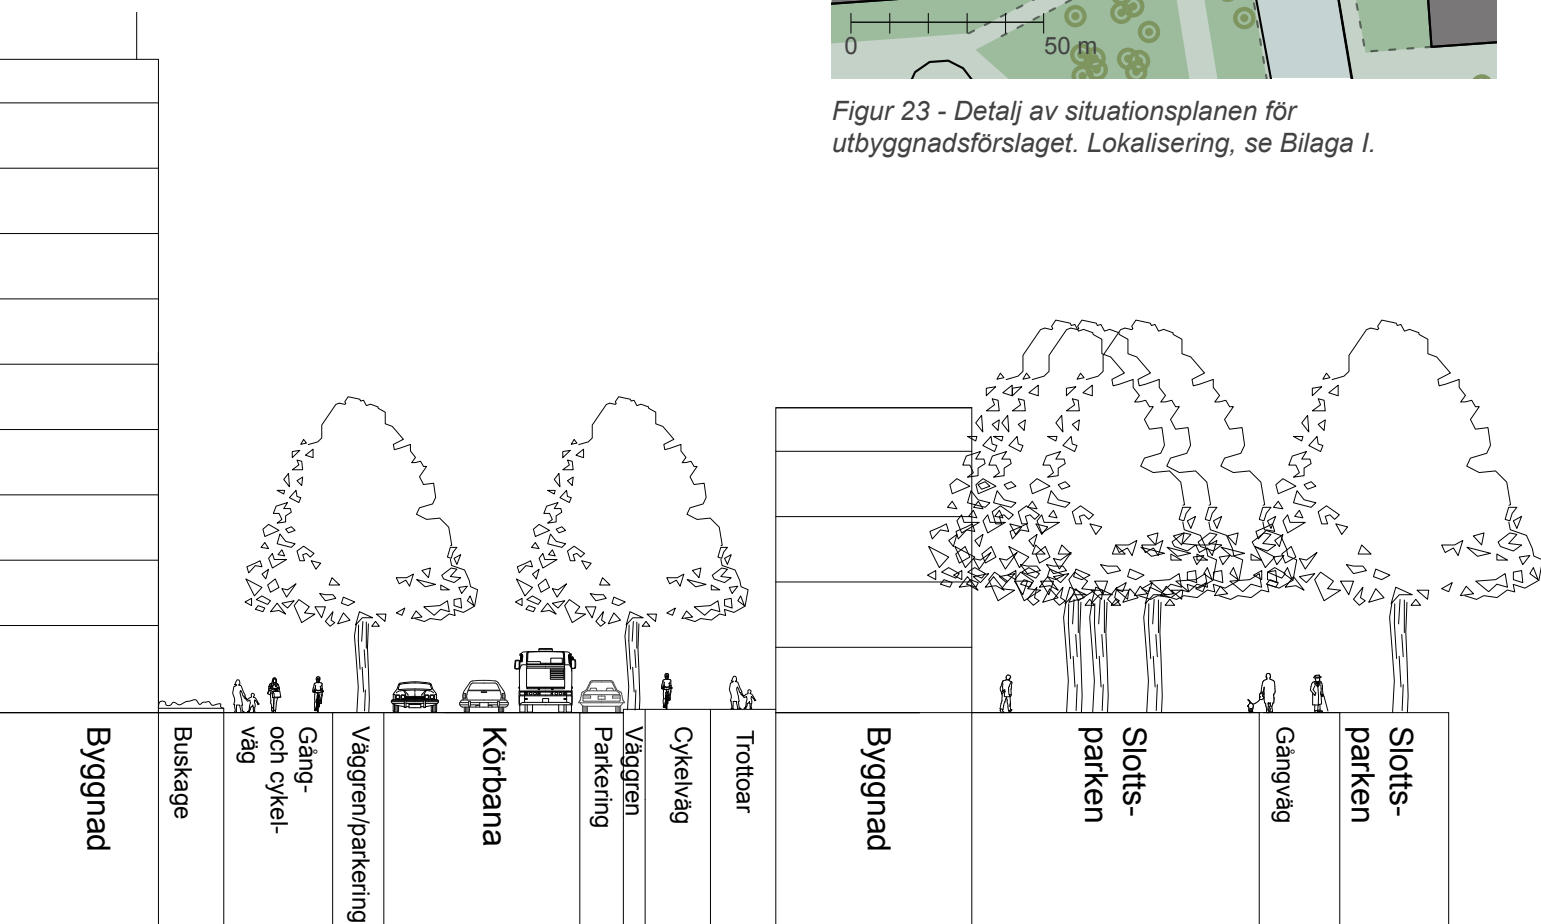 0
50 m
Figur 23 - Detalj av situationsplanen för
utbyggnadsförslaget. Lokalisering, se Bilaga I.
Byggnad
Buskage
Gång-
och cykel-
väg
Väggren/parkering
Körbana
Parkering
Väggren
Cykelväg
Trottoar
Byggnad
Slotts-
parken
Gångväg
Slotts-
parken